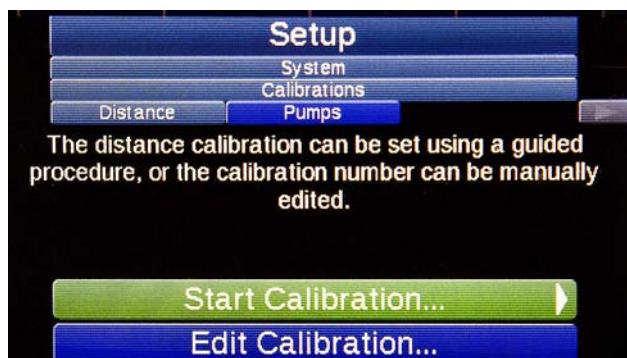 Setup
System
Calibrations
Distance Pumps
The distance calibration can be set using a guided
procedure, or the calibration number can be manually
edited.
Start Calibration...
Edit Calibration...